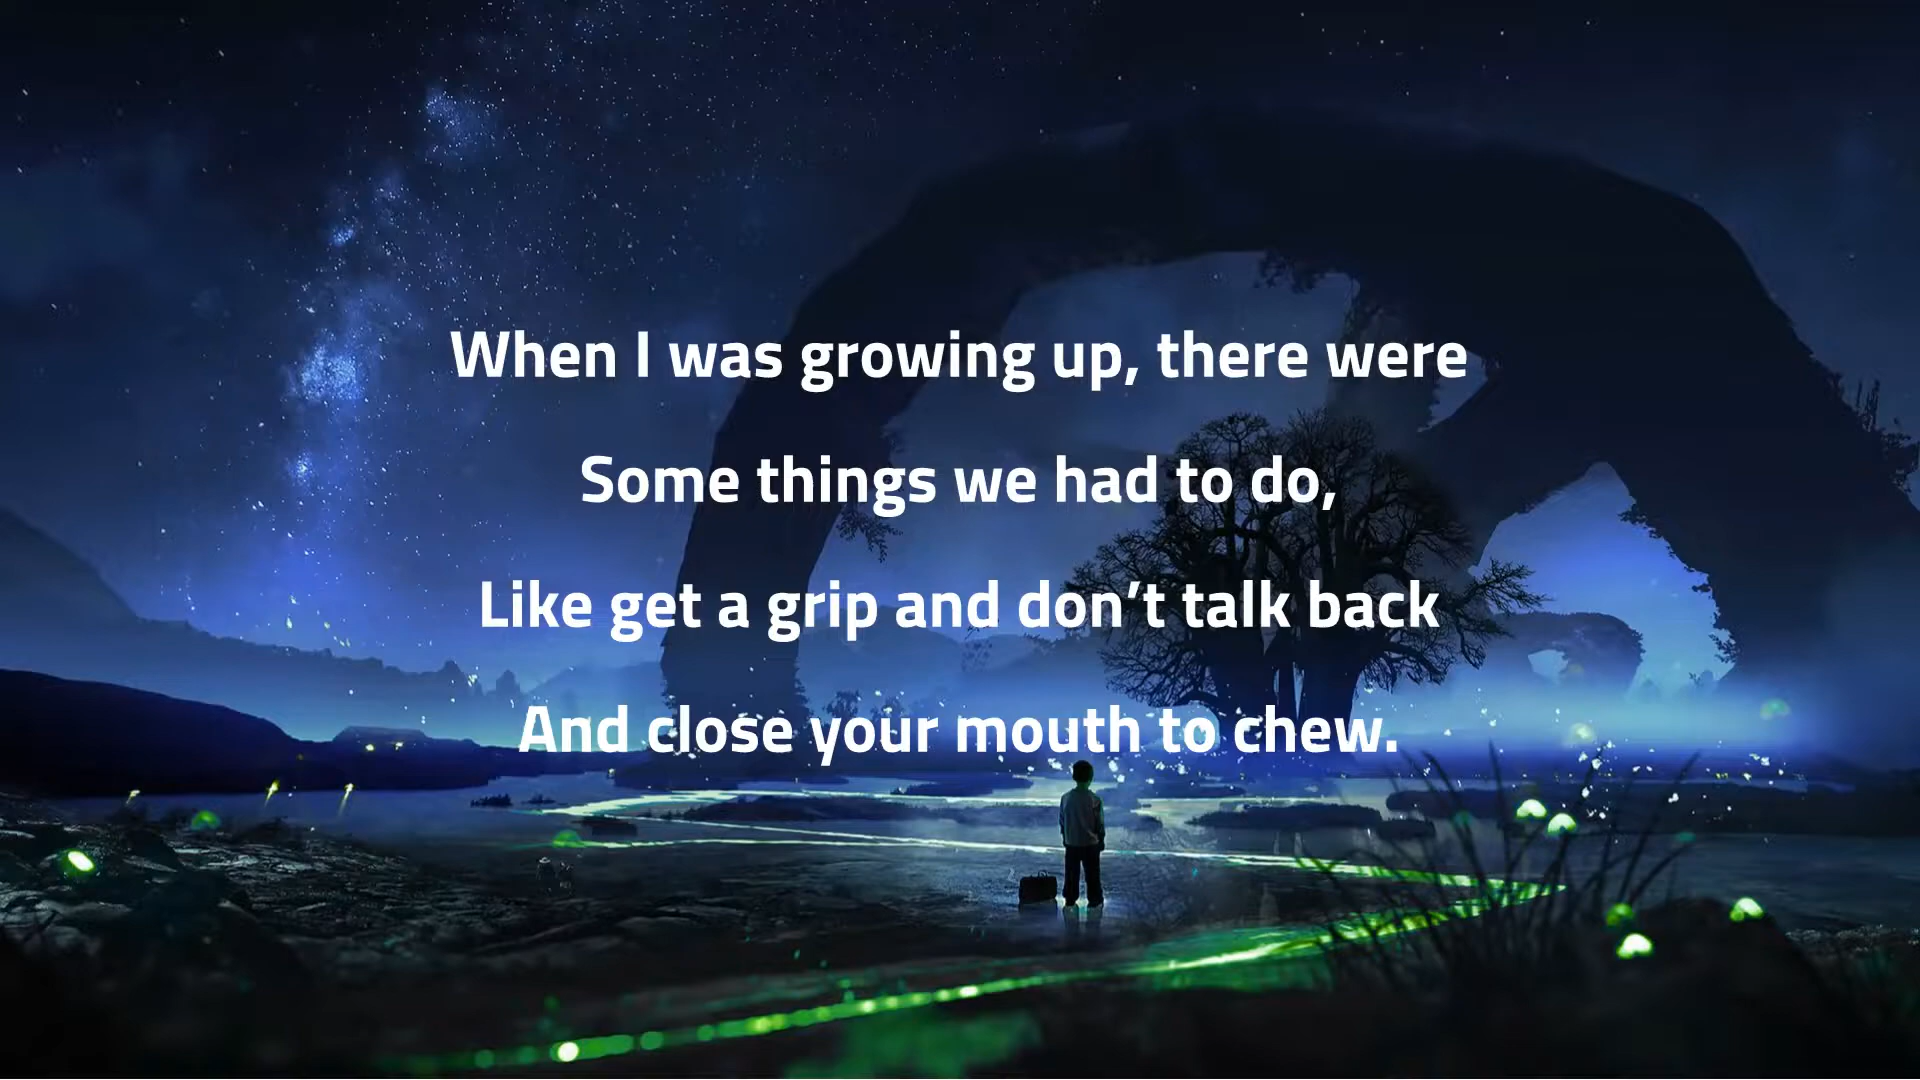 When I was growing up, there were
Some things we had to do,
Like get a grip and don’t talk back
And close your mouth to chew.